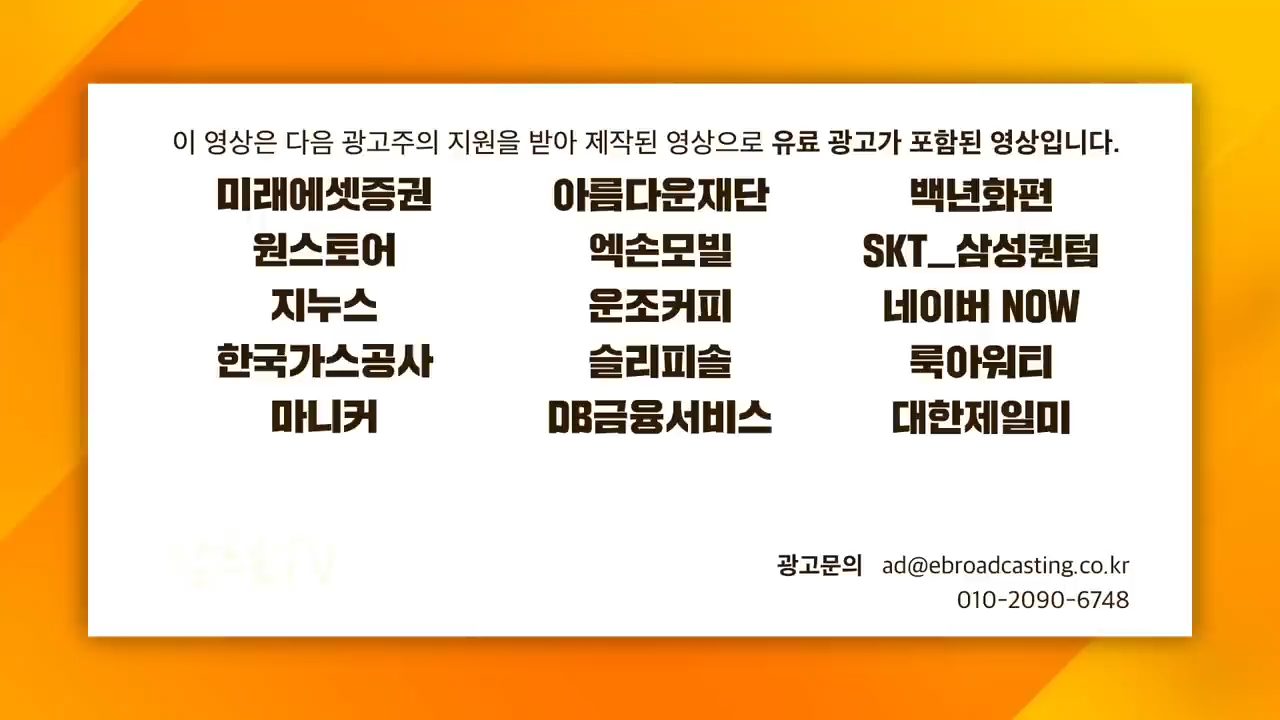 이 영상은 다음 광고주의 지원을 받아 제작된 영상으로 유료 광고가 포함된 영상입니다.
미래에셋증권 아름다운재단 백년화편
원스토어 엑손모빌 SKT_삼성퀀텀
지누스 운조커피 네이버 NOW
한국가스공사 슬리피솔 룩아워티
마니커 DB금융서비스 대한제일미
광고문의 ad@ebroadcasting.co.kr
010-2090-6748